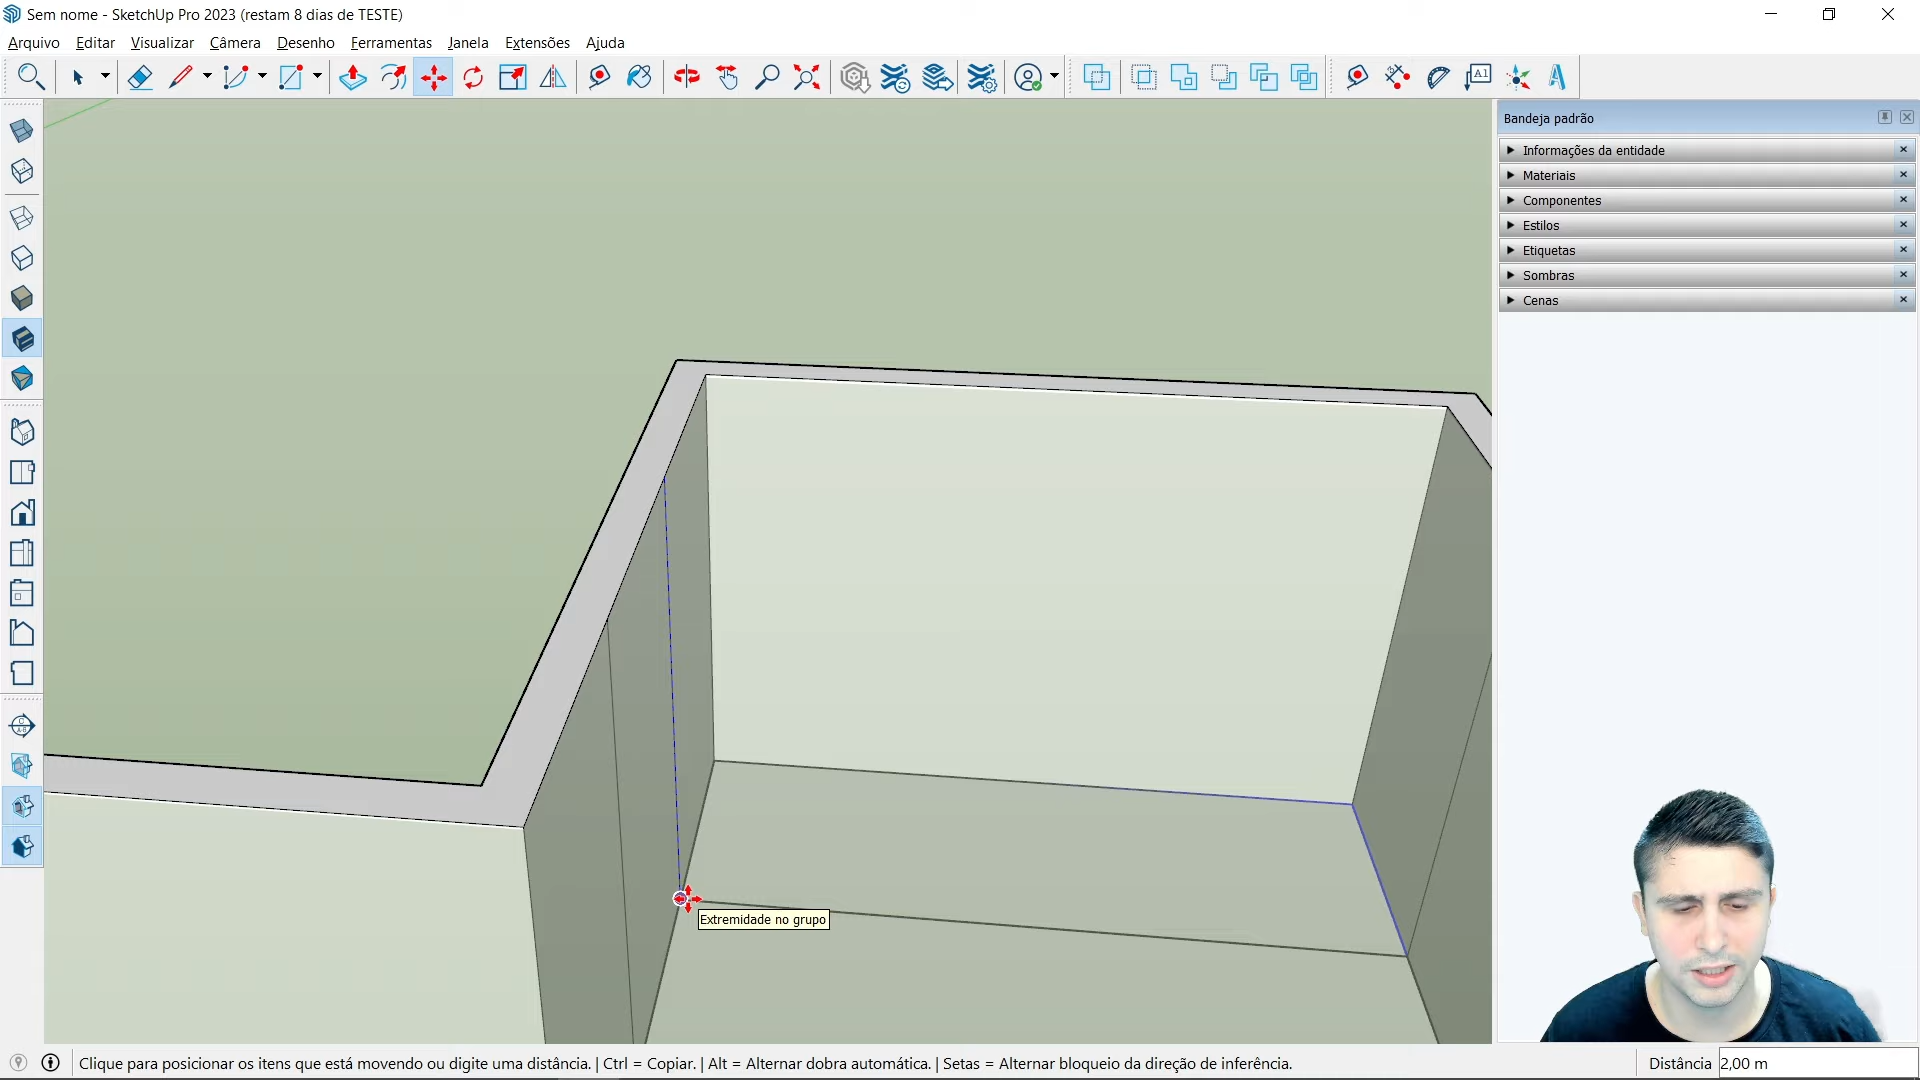 Sem nome - SketchUp Pro 2023 (restam 8 dias de TESTE)
Arquivo Editar Visualizar Câmera Desenho Ferramentas Janela Extensões Ajuda
A1
Bandeja padrão
Informações da entidade
Materiais
Componentes
Estilos
Etiquetas
Sombras
Cenas
Extremidade no grupo
Clique para posicionar os itens que está movendo ou digite uma distância. | Ctrl = Copiar. | Alt = Alternar dobra automática. | Setas = Alternar bloqueio da direção de inferência.
Distância 2,00 m